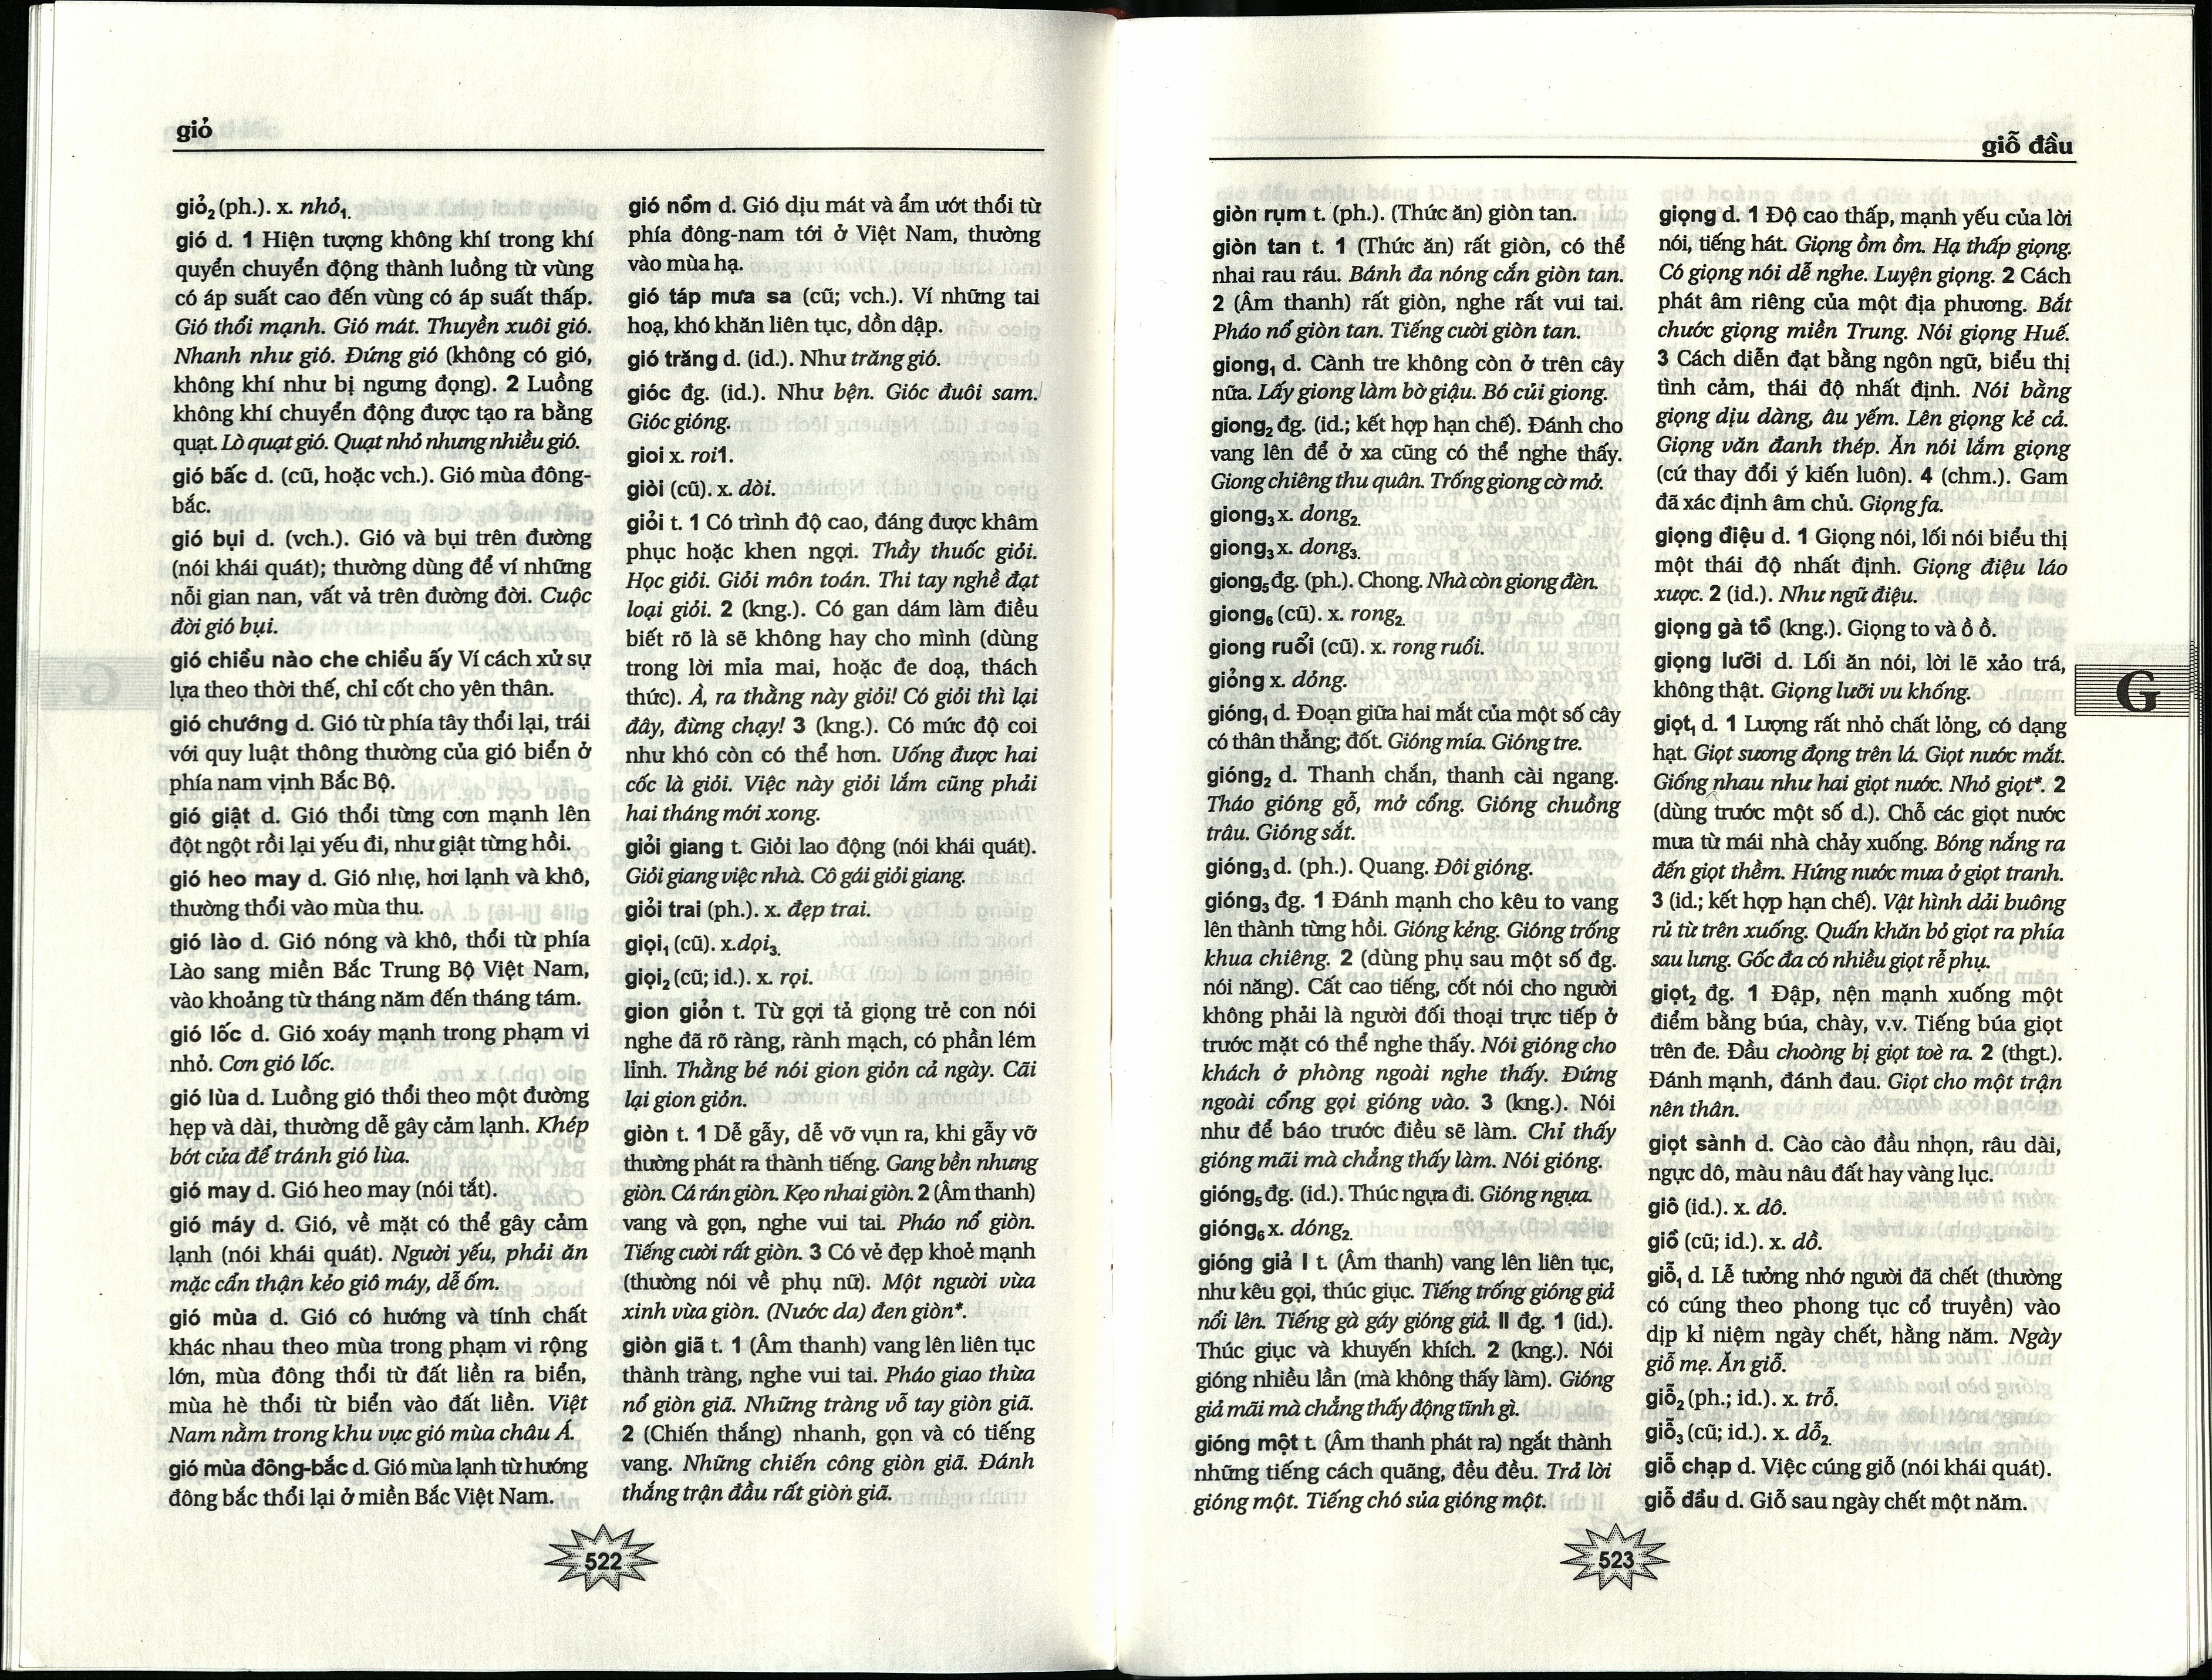 giỏ
giỏ₂ (ph.). x. nhỏ₁.
gió d. 1 Hiện tượng không khí trong khí
quyển chuyển động thành luồng từ vùng
có áp suất cao đến vùng có áp suất thấp.
Gió thổi mạnh. Gió mát. Thuyền xuôi gió.
Nhanh như gió. Đứng gió (không có gió,
không khí như bị ngưng đọng). 2 Luồng
không khí chuyển động được tạo ra bằng
quạt. Lò quạt gió. Quạt nhỏ nhưng nhiều gió.
gió bấc d. (cũ, hoặc vch.). Gió mùa đông-
bắc.
gió bụi d. (vch.). Gió và bụi trên đường
(nói khái quát); thường dùng để ví những
nỗi gian nan, vất vả trên đường đời. Cuộc
đời gió bụi.
gió chiều nào che chiều ấy Ví cách xử sự
lựa theo thời thế, chỉ cốt cho yên thân.
gió chướng d. Gió từ phía tây thổi lại, trái
với quy luật thông thường của gió biển ở
phía nam vịnh Bắc Bộ.
gió giật d. Gió thổi từng cơn mạnh lên
đột ngột rồi lại yếu đi, như giật từng hồi.
gió heo may d. Gió nhẹ, hơi lạnh và khô,
thường thổi vào mùa thu.
gió lào d. Gió nóng và khô, thổi từ phía
Lào sang miền Bắc Trung Bộ Việt Nam,
vào khoảng từ tháng năm đến tháng tám.
gió lốc d. Gió xoáy mạnh trong phạm vi
nhỏ. Cơn gió lốc.
gió lùa d. Luồng gió thổi theo một đường
hẹp và dài, thường dễ gây cảm lạnh. Khép
bớt cửa để tránh gió lùa.
gió may d. Gió heo may (nói tắt).
gió máy d. Gió, về mặt có thể gây cảm
lạnh (nói khái quát). Người yếu, phải ăn
mặc cẩn thận kẻo giô máy, dễ ốm.
gió mùa d. Gió có hướng và tính chất
khác nhau theo mùa trong phạm vi rộng
lớn, mùa đông thổi từ đất liền ra biển,
mùa hè thổi từ biển vào đất liền. Việt
Nam nằm trong khu vực gió mùa châu Á.
gió mùa đông-bắc d. Gió mùa lạnh từ hướng
đông bắc thổi lại ở miền Bắc Việt Nam.
gió nồm d. Gió dịu mát và ẩm ướt thổi từ
phía đông-nam tới ở Việt Nam, thường
vào mùa hạ.
gió táp mưa sa (cũ; vch.). Ví những tai
hoạ, khó khăn liên tục, dồn dập.
gió trăng d. (id.). Như trăng gió.
gióc đg. (id.). Như bện. Gióc đuôi sam.
Gióc gióng.
gioi x. roi1.
giòi (cũ). x. dòi.
giỏi t. 1 Có trình độ cao, đáng được khâm
phục hoặc khen ngợi. Thầy thuốc giỏi.
Học giỏi. Giỏi môn toán. Thi tay nghề đạt
loại giỏi. 2 (kng.). Có gan dám làm điều
biết rõ là sẽ không hay cho mình (dùng
trong lời mỉa mai, hoặc đe doạ, thách
thức). À, ra thằng này giỏi! Có giỏi thì lại
đây, đừng chạy! 3 (kng.). Có mức độ coi
như khó còn có thể hơn. Uống được hai
cốc là giỏi. Việc này giỏi lắm cũng phải
hai tháng mới xong.
giỏi giang t. Giỏi lao động (nói khái quát).
Giỏi giang việc nhà. Cô gái giỏi giang.
giỏi trai (ph.). x. đẹp trai.
giọi₁ (cũ). x.dọi₃.
giọi₂ (cũ; id.). x. rọi.
gion giỏn t. Từ gợi tả giọng trẻ con nói
nghe đã rõ ràng, rành mạch, có phần lém
lỉnh. Thằng bé nói gion giỏn cả ngày. Cãi
lại gion giỏn.
giòn t. 1 Dễ gẫy, dễ vỡ vụn ra, khi gẫy vỡ
thường phát ra thành tiếng. Gang bền nhưng
giòn. Cá rán giòn. Kẹo nhai giòn. 2 (Âm thanh)
vang và gọn, nghe vui tai. Pháo nổ giòn.
Tiếng cười rất giòn. 3 Có vẻ đẹp khoẻ mạnh
(thường nói về phụ nữ). Một người vừa
xinh vừa giòn. (Nước da) đen giòn*.
giòn giã t. 1 (Âm thanh) vang lên liên tục
thành tràng, nghe vui tai. Pháo giao thừa
nổ giòn giã. Những tràng vỗ tay giòn giã.
2 (Chiến thắng) nhanh, gọn và có tiếng
vang. Những chiến công giòn giã. Đánh
thắng trận đầu rất giòn giã.
522
giỗ đầu
giòn rụm t. (ph.). (Thức ăn) giòn tan.
giòn tan t. 1 (Thức ăn) rất giòn, có thể
nhai rau ráu. Bánh đa nóng cắn giòn tan.
2 (Âm thanh) rất giòn, nghe rất vui tai.
Pháo nổ giòn tan. Tiếng cười giòn tan.
giong₁ d. Cành tre không còn ở trên cây
nữa. Lấy giong làm bờ giậu. Bó củi giong.
giong₂ đg. (id.; kết hợp hạn chế). Đánh cho
vang lên để ở xa cũng có thể nghe thấy.
Giong chiêng thu quân. Trống giong cờ mở.
giong₃ x. dong₂.
giong₃ x. dong₃.
giong₅ đg. (ph.). Chong. Nhà còn giong đèn.
giong₆ (cũ). x. rong₂.
giong ruổi (cũ). x. rong ruổi.
giỏng x. dỏng.
gióng₁ d. Đoạn giữa hai mắt của một số cây
có thân thẳng; đốt. Gióng mía. Gióng tre.
gióng₂ d. Thanh chắn, thanh cài ngang.
Tháo gióng gỗ, mở cổng. Gióng chuồng
trâu. Gióng sắt.
gióng₃ d. (ph.). Quang. Đôi gióng.
gióng₃ đg. 1 Đánh mạnh cho kêu to vang
lên thành từng hồi. Gióng kẻng. Gióng trống
khua chiêng. 2 (dùng phụ sau một số đg.
nói năng). Cất cao tiếng, cốt nói cho người
không phải là người đối thoại trực tiếp ở
trước mặt có thể nghe thấy. Nói gióng cho
khách ở phòng ngoài nghe thấy. Đứng
ngoài cổng gọi gióng vào. 3 (kng.). Nói
như để báo trước điều sẽ làm. Chỉ thấy
gióng mãi mà chẳng thấy làm. Nói gióng.
gióng₅ đg. (id.). Thúc ngựa đi. Gióng ngựa.
gióng₆ x. dóng₂.
gióng giả I t. (Âm thanh) vang lên liên tục,
như kêu gọi, thúc giục. Tiếng trống gióng giả
nổi lên. Tiếng gà gáy gióng giả. II đg. 1 (id.).
Thúc giục và khuyến khích. 2 (kng.). Nói
gióng nhiều lần (mà không thấy làm). Gióng
giả mãi mà chẳng thấy động tĩnh gì.
gióng một t. (Âm thanh phát ra) ngắt thành
những tiếng cách quãng, đều đều. Trả lời
gióng một. Tiếng chó sủa gióng một.
giọng d. 1 Độ cao thấp, mạnh yếu của lời
nói, tiếng hát. Giọng ồm ồm. Hạ thấp giọng.
Có giọng nói dễ nghe. Luyện giọng. 2 Cách
phát âm riêng của một địa phương. Bắt
chước giọng miền Trung. Nói giọng Huế.
3 Cách diễn đạt bằng ngôn ngữ, biểu thị
tình cảm, thái độ nhất định. Nói bằng
giọng dịu dàng, âu yếm. Lên giọng kẻ cả.
Giọng văn đanh thép. Ăn nói lắm giọng
(cứ thay đổi ý kiến luôn). 4 (chm.). Gam
đã xác định âm chủ. Giọng fa.
giọng điệu d. 1 Giọng nói, lối nói biểu thị
một thái độ nhất định. Giọng điệu láo
xược. 2 (id.). Như ngữ điệu.
giọng gà tồ (kng.). Giọng to và ồ ồ.
giọng lưỡi d. Lối ăn nói, lời lẽ xảo trá,
không thật. Giọng lưỡi vu khống.
giọt₁ d. 1 Lượng rất nhỏ chất lỏng, có dạng
hạt. Giọt sương đọng trên lá. Giọt nước mắt.
Giống nhau như hai giọt nước. Nhỏ giọt*. 2
(dùng trước một số d.). Chỗ các giọt nước
mưa từ mái nhà chảy xuống. Bóng nắng ra
đến giọt thềm. Hứng nước mưa ở giọt tranh.
3 (id.; kết hợp hạn chế). Vật hình dải buông
rủ từ trên xuống. Quấn khăn bỏ giọt ra phía
sau lưng. Gốc đa có nhiều giọt rễ phụ.
giọt₂ đg. 1 Đập, nện mạnh xuống một
điểm bằng búa, chày, v.v. Tiếng búa giọt
trên đe. Đầu choòng bị giọt toè ra. 2 (thgt.).
Đánh mạnh, đánh đau. Giọt cho một trận
nên thân.
giọt sành d. Cào cào đầu nhọn, râu dài,
ngực dô, màu nâu đất hay vàng lục.
giô (id.). x. dô.
giồ (cũ; id.). x. dồ.
giỗ₁ d. Lễ tưởng nhớ người đã chết (thường
có cúng theo phong tục cổ truyền) vào
dịp kỉ niệm ngày chết, hằng năm. Ngày
giỗ mẹ. Ăn giỗ.
giỗ₂ (ph.; id.). x. trỗ.
giỗ₃ (cũ; id.). x. dỗ₂.
giỗ chạp d. Việc cúng giỗ (nói khái quát).
giỗ đầu d. Giỗ sau ngày chết một năm.
G
523